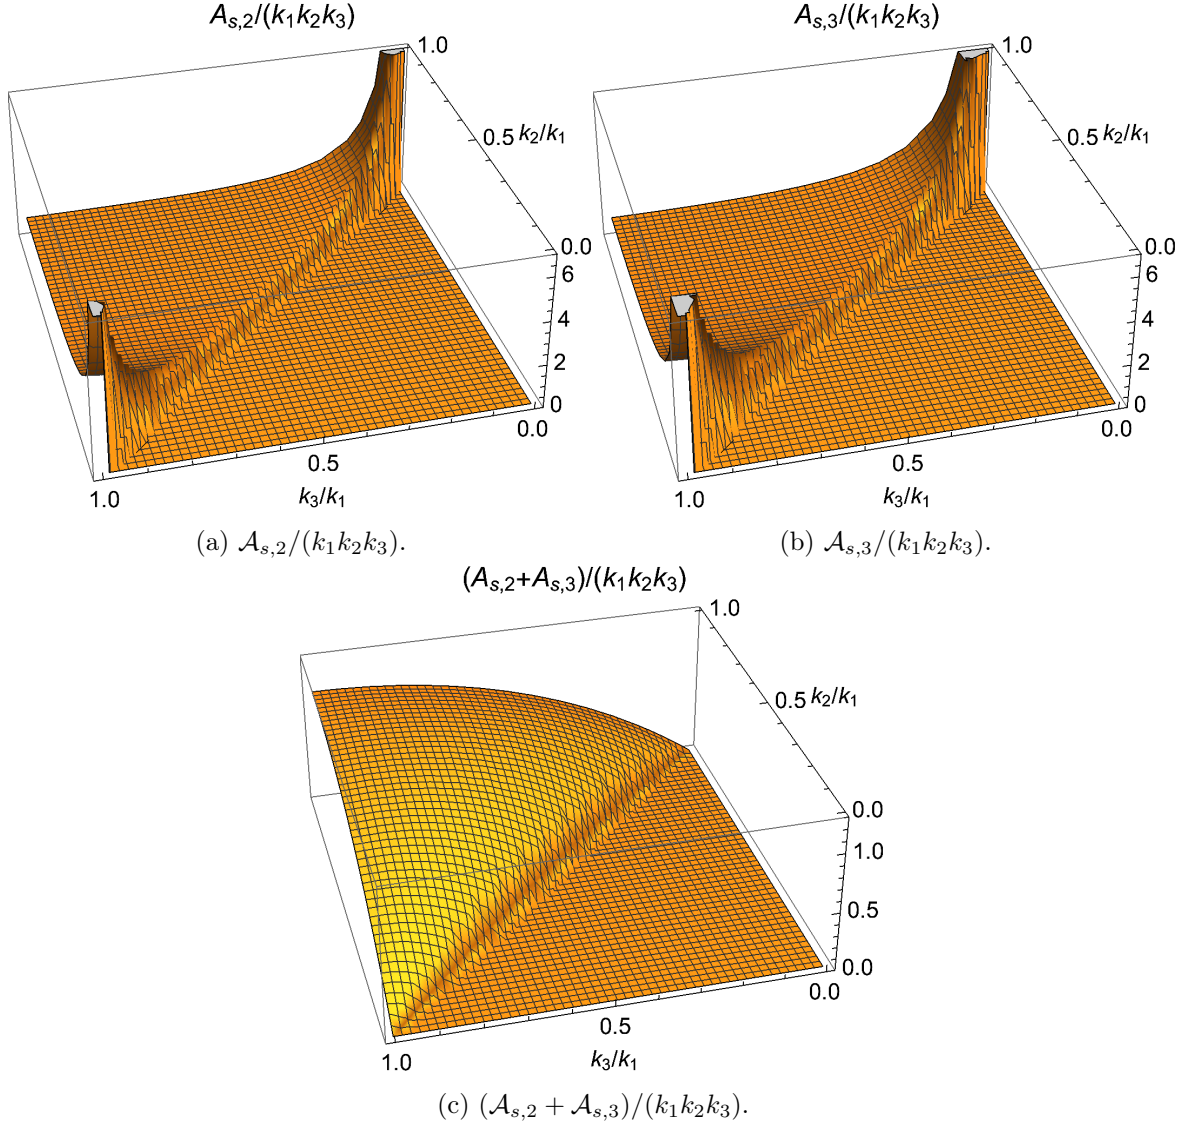 A_{s,2}/(k_1k_2k_3)
1.0
0.5 k_2/k_1
0.0
6
4
2
0
0.0
0.5
1.0
k_3/k_1
(a) 𝒜_{s,2}/(k_1k_2k_3).
A_{s,3}/(k_1k_2k_3)
1.0
0.5 k_2/k_1
0.0
6
4
2
0
0.0
0.5
1.0
k_3/k_1
(b) 𝒜_{s,3}/(k_1k_2k_3).
(A_{s,2}+A_{s,3})/(k_1k_2k_3)
1.0
0.5 k_2/k_1
0.0
1.0
0.5
0.0
0.0
0.5
1.0
k_3/k_1
(c) (𝒜_{s,2} + 𝒜_{s,3})/(k_1k_2k_3).